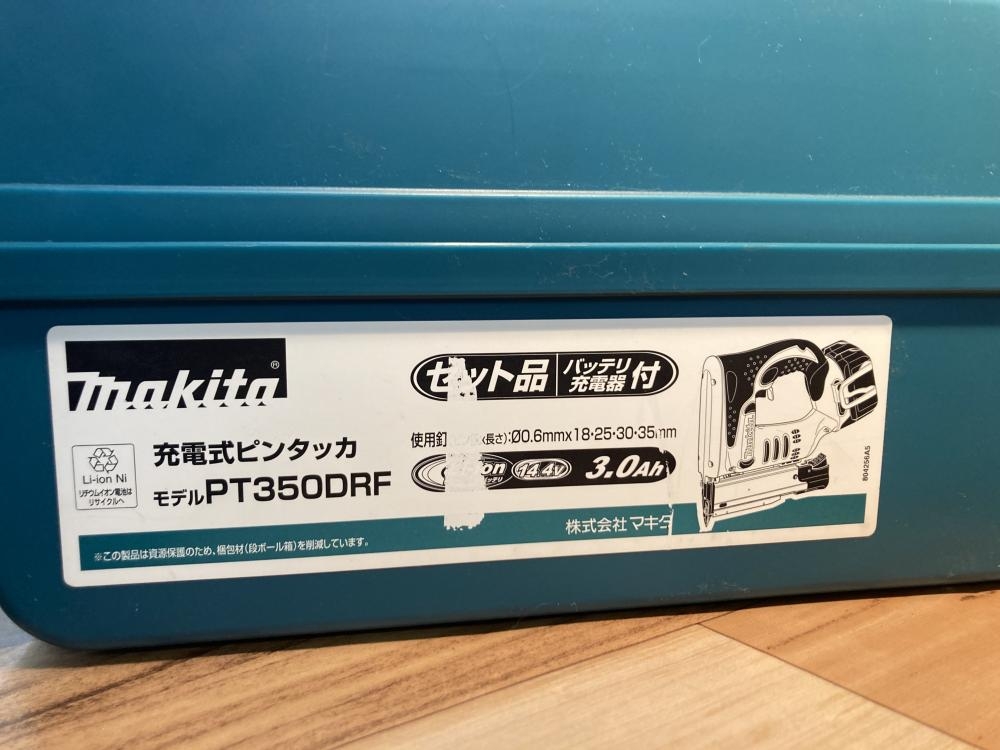 makita®
セット品 バッテリ充電器 付
使用釘 (長さ):Ø0.6mmx18・25・30・35mm
14.4V 3.0Ah
Li-ion Ni
リチウムイオン電池は
リサイクルへ
充電式ピンタッカ
モデルPT350DRF
株式会社 マキタ
※この製品は資源保護のため、梱包材(段ボール箱)を削減しています。
804256A5